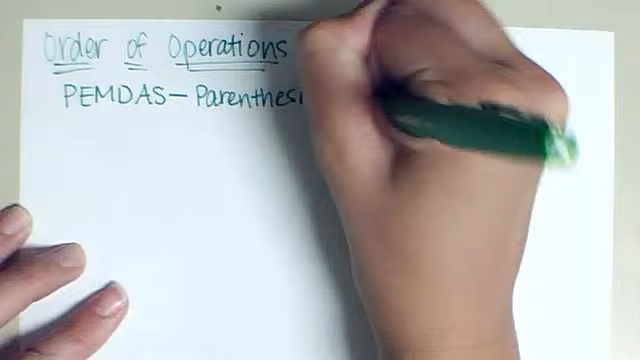 Order of Operations
PEMDAS — Parenthesi